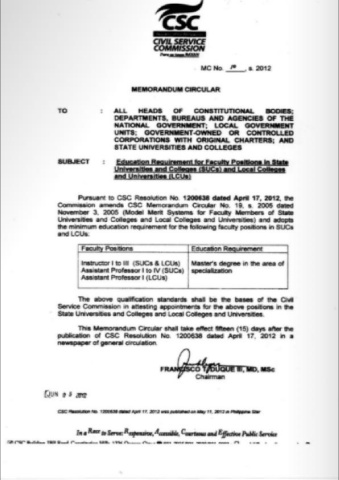 CSC
CIVIL SERVICE
COMMISSION
MC No. 10, s. 2012
MEMORANDUM CIRCULAR
TO : ALL HEADS OF CONSTITUTIONAL BODIES;
DEPARTMENTS, BUREAUS AND AGENCIES OF THE
NATIONAL GOVERNMENT; LOCAL GOVERNMENT
UNITS; GOVERNMENT-OWNED OR CONTROLLED
CORPORATIONS WITH ORIGINAL CHARTERS; AND
STATE UNIVERSITIES AND COLLEGES
SUBJECT : Education Requirement for Faculty Positions in State
Universities and Colleges (SUCs) and Local Colleges
and Universities (LCUs)
Pursuant to CSC Resolution No. 1200638 dated April 17, 2012, the
Commission amends CSC Memorandum Circular No. 19, s. 2005 dated
November 3, 2005 (Model Merit Systems for Faculty Members of State
Universities and Colleges and Local Colleges and Universities) and adopts
the minimum education requirement for the following faculty positions in SUCs
and LCUs:
Faculty Positions Education Requirement
Instructor I to III (SUCs & LCUs) Master's degree in the area of
Assistant Professor I to IV (SUCs) specialization
Assistant Professor I (LCUs)
The above qualification standards shall be the bases of the Civil
Service Commission in attesting appointments for the above positions in the
State Universities and Colleges and Local Colleges and Universities.
This Memorandum Circular shall take effect fifteen (15) days after the
publication of CSC Resolution No. 1200638 dated April 17, 2012 in a
newspaper of general circulation.
FRANCISCO T. DUQUE III, MD, MSc
Chairman
2012
CSC Resolution No. 1200638 dated April 17, 2012 was published on May 11, 2012 in Philippine Star
In a Race to Serve: Responsive, Accessible, Courteous and Effective Public Service